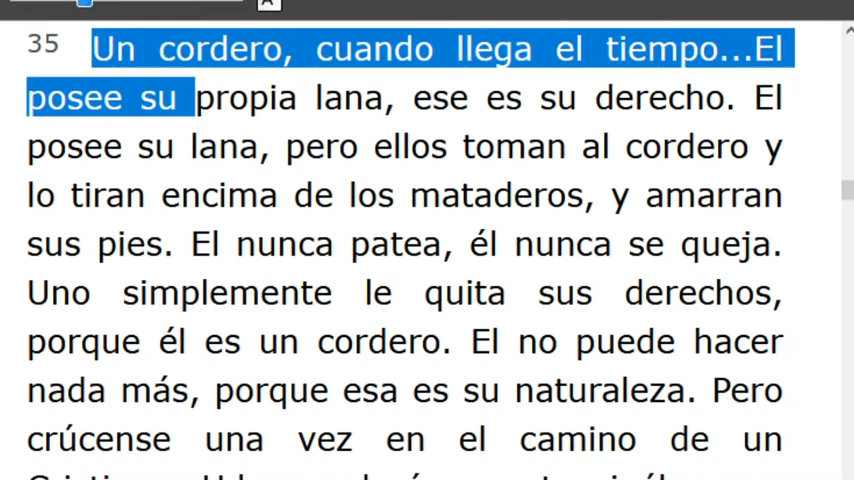 35 Un cordero, cuando llega el tiempo...El
posee su propia lana, ese es su derecho. El
posee su lana, pero ellos toman al cordero y
lo tiran encima de los mataderos, y amarran
sus pies. El nunca patea, él nunca se queja.
Uno simplemente le quita sus derechos,
porque él es un cordero. El no puede hacer
nada más, porque esa es su naturaleza. Pero
crúcense una vez en el camino de un